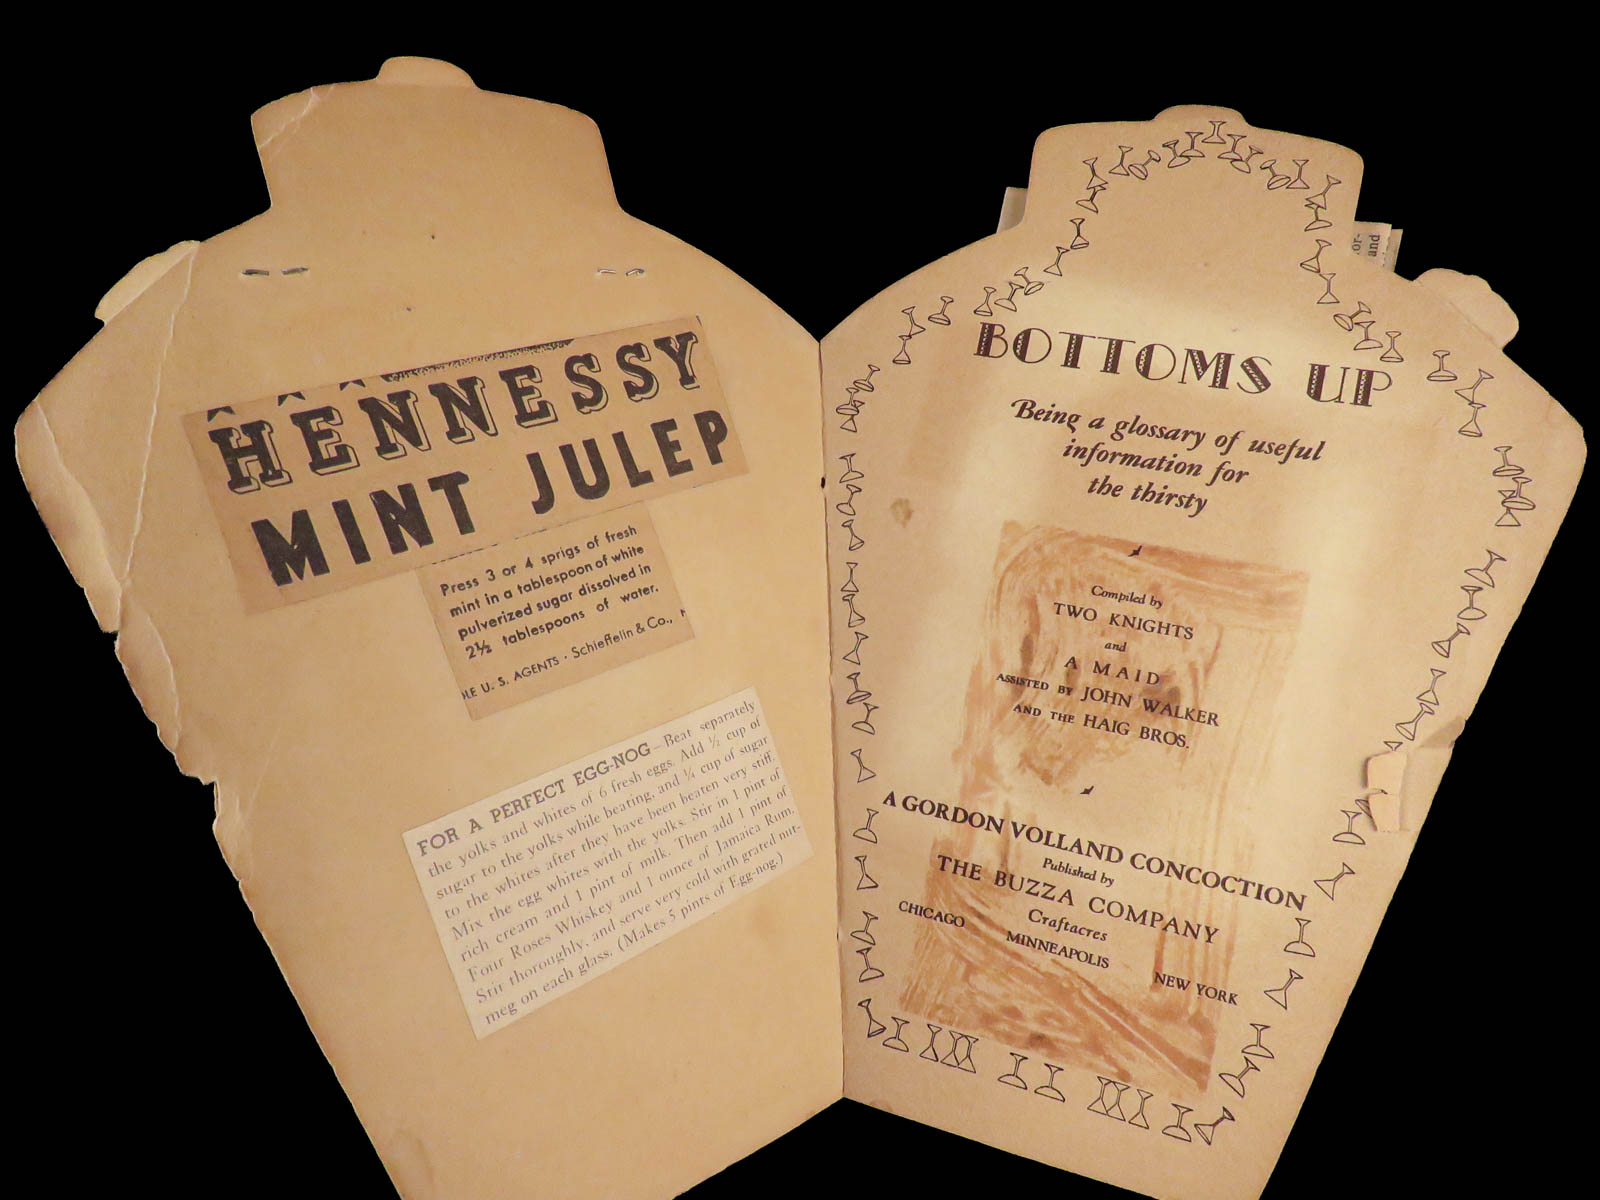 HENNESSY
MINT JULEP
Press 3 or 4 sprigs of fresh
mint in a tablespoon of white
pulverized sugar dissolved in
2½ tablespoons of water.
LE U. S. AGENTS · Schieffelin & Co.,
FOR A PERFECT EGG-NOG—Beat separately
the yolks and whites of 6 fresh eggs. Add ½ cup of
sugar to the yolks while beating, and ¼ cup of sugar
to the whites after they have been beaten very stiff.
Mix the egg whites with the yolks. Stir in 1 pint of
rich cream and 1 pint of milk. Then add 1 pint of
Four Roses Whiskey and 1 ounce of Jamaica Rum.
Stir thoroughly, and serve very cold with grated nut-
meg on each glass. (Makes 5 pints of Egg-nog.)
BOTTOMS UP
Being a glossary of useful
information for
the thirsty
Compiled by
TWO KNIGHTS
and
A MAID
ASSISTED BY JOHN WALKER
AND THE HAIG BROS.
A GORDON VOLLAND CONCOCTION
Published by
THE BUZZA COMPANY
Craftacres
CHICAGO MINNEAPOLIS NEW YORK
or-
and